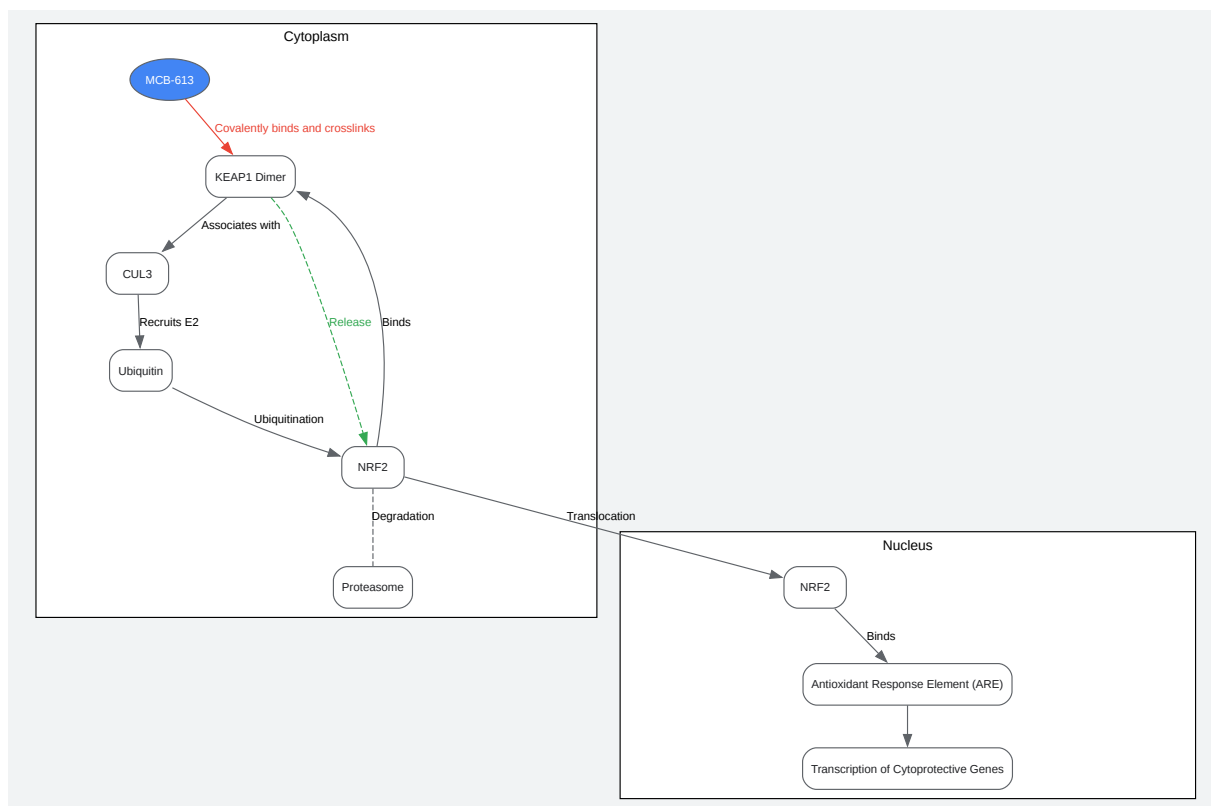 Cytoplasm
MCB-613
Covalently binds and crosslinks
KEAP1 Dimer
Associates with
CUL3
Recruits E2
Release
Binds
Ubiquitin
Ubiquitination
NRF2
Degradation
Translocation
Proteasome
Nucleus
NRF2
Binds
Antioxidant Response Element (ARE)
Transcription of Cytoprotective Genes